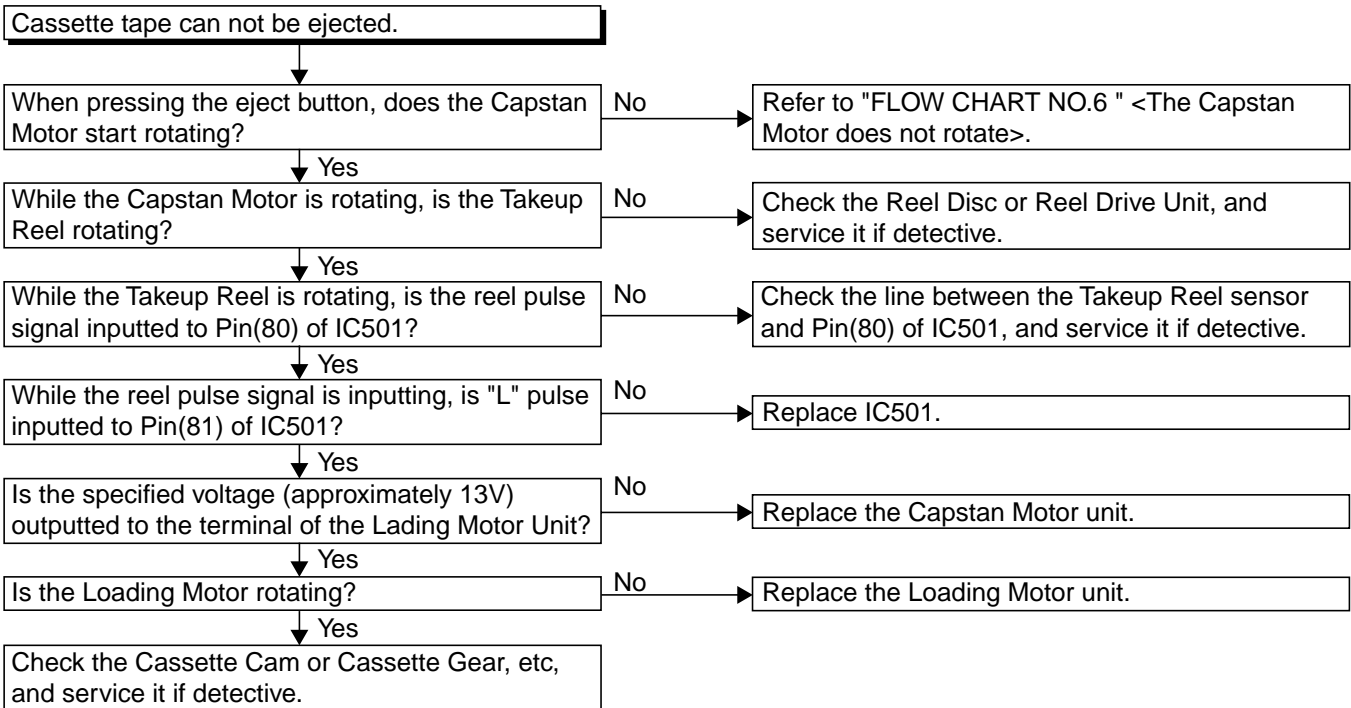 Cassette tape can not be ejected.
When pressing the eject button, does the Capstan
Motor start rotating?
No
Refer to "FLOW CHART NO.6 " <The Capstan
Motor does not rotate>.
Yes
While the Capstan Motor is rotating, is the Takeup
Reel rotating?
No
Check the Reel Disc or Reel Drive Unit, and
service it if detective.
Yes
While the Takeup Reel is rotating, is the reel pulse
signal inputted to Pin(80) of IC501?
No
Check the line between the Takeup Reel sensor
and Pin(80) of IC501, and service it if detective.
Yes
While the reel pulse signal is inputting, is "L" pulse
inputted to Pin(81) of IC501?
No
Replace IC501.
Yes
Is the specified voltage (approximately 13V)
outputted to the terminal of the Lading Motor Unit?
No
Replace the Capstan Motor unit.
Yes
Is the Loading Motor rotating?
No
Replace the Loading Motor unit.
Yes
Check the Cassette Cam or Cassette Gear, etc,
and service it if detective.